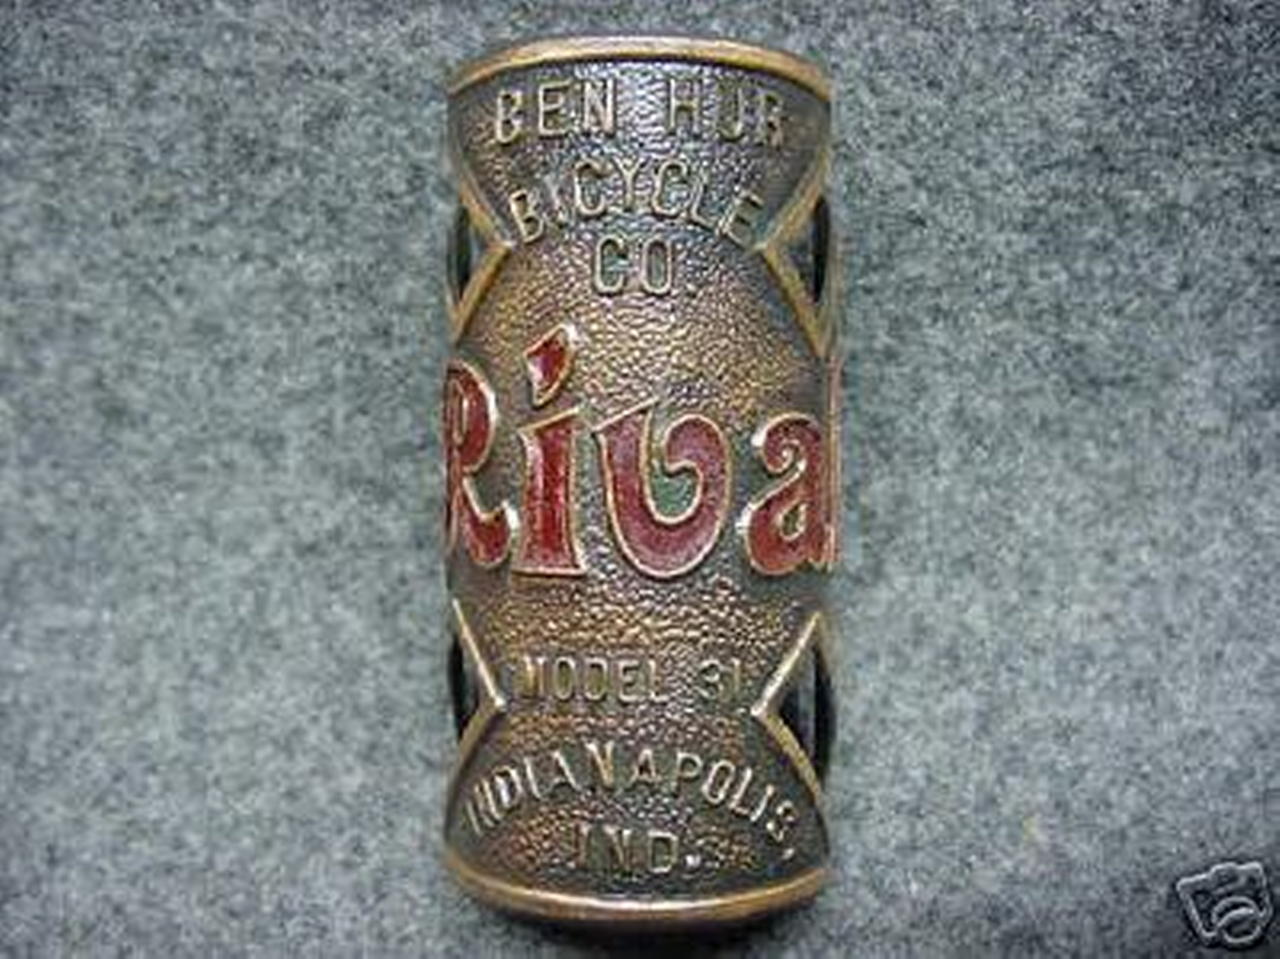 BEN HUR
BICYCLE
CO
Rival
MODEL 31
INDIANAPOLIS,
IND.